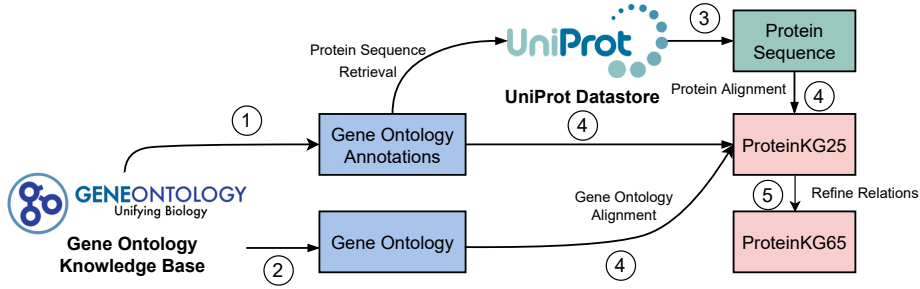 Protein Sequence
Retrieval
UniProt
UniProt Datastore
3
Protein
Sequence
Protein Alignment
4
1
Gene Ontology
Annotations
4
ProteinKG25
GENEONTOLOGY
Unifying Biology
Gene Ontology
Knowledge Base
2
Gene Ontology
Gene Ontology
Alignment
4
5
Refine Relations
ProteinKG65